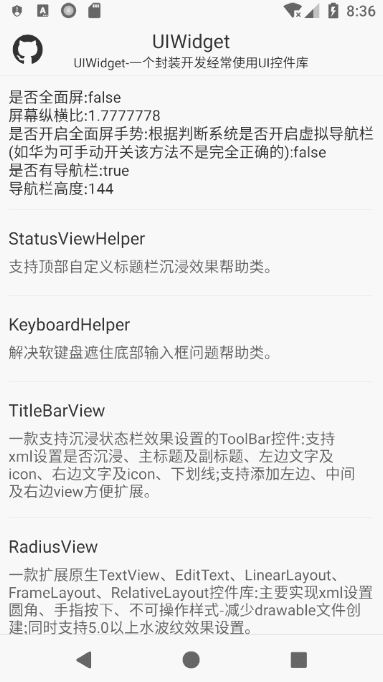 8:36
UIWidget
UIWidget-一个封装开发经常使用UI控件库
是否全面屏:false
屏幕纵横比:1.7777778
是否开启全面屏手势:根据判断系统是否开启虚拟导航栏
(如华为可手动开关该方法不是完全正确的):false
是否有导航栏:true
导航栏高度:144
StatusViewHelper
支持顶部自定义标题栏沉浸效果帮助类。
KeyboardHelper
解决软键盘遮住底部输入框问题帮助类。
TitleBarView
一款支持沉浸状态栏效果设置的ToolBar控件:支持
xml设置是否沉浸、主标题及副标题、左边文字及
icon、右边文字及icon、下划线;支持添加左边、中间
及右边view方便扩展。
RadiusView
一款扩展原生TextView、EditText、LinearLayout、
FrameLayout、RelativeLayout控件库:主要实现xml设置
圆角、手指按下、不可操作样式-减少drawable文件创
建;同时支持5.0以上水波纹效果设置。